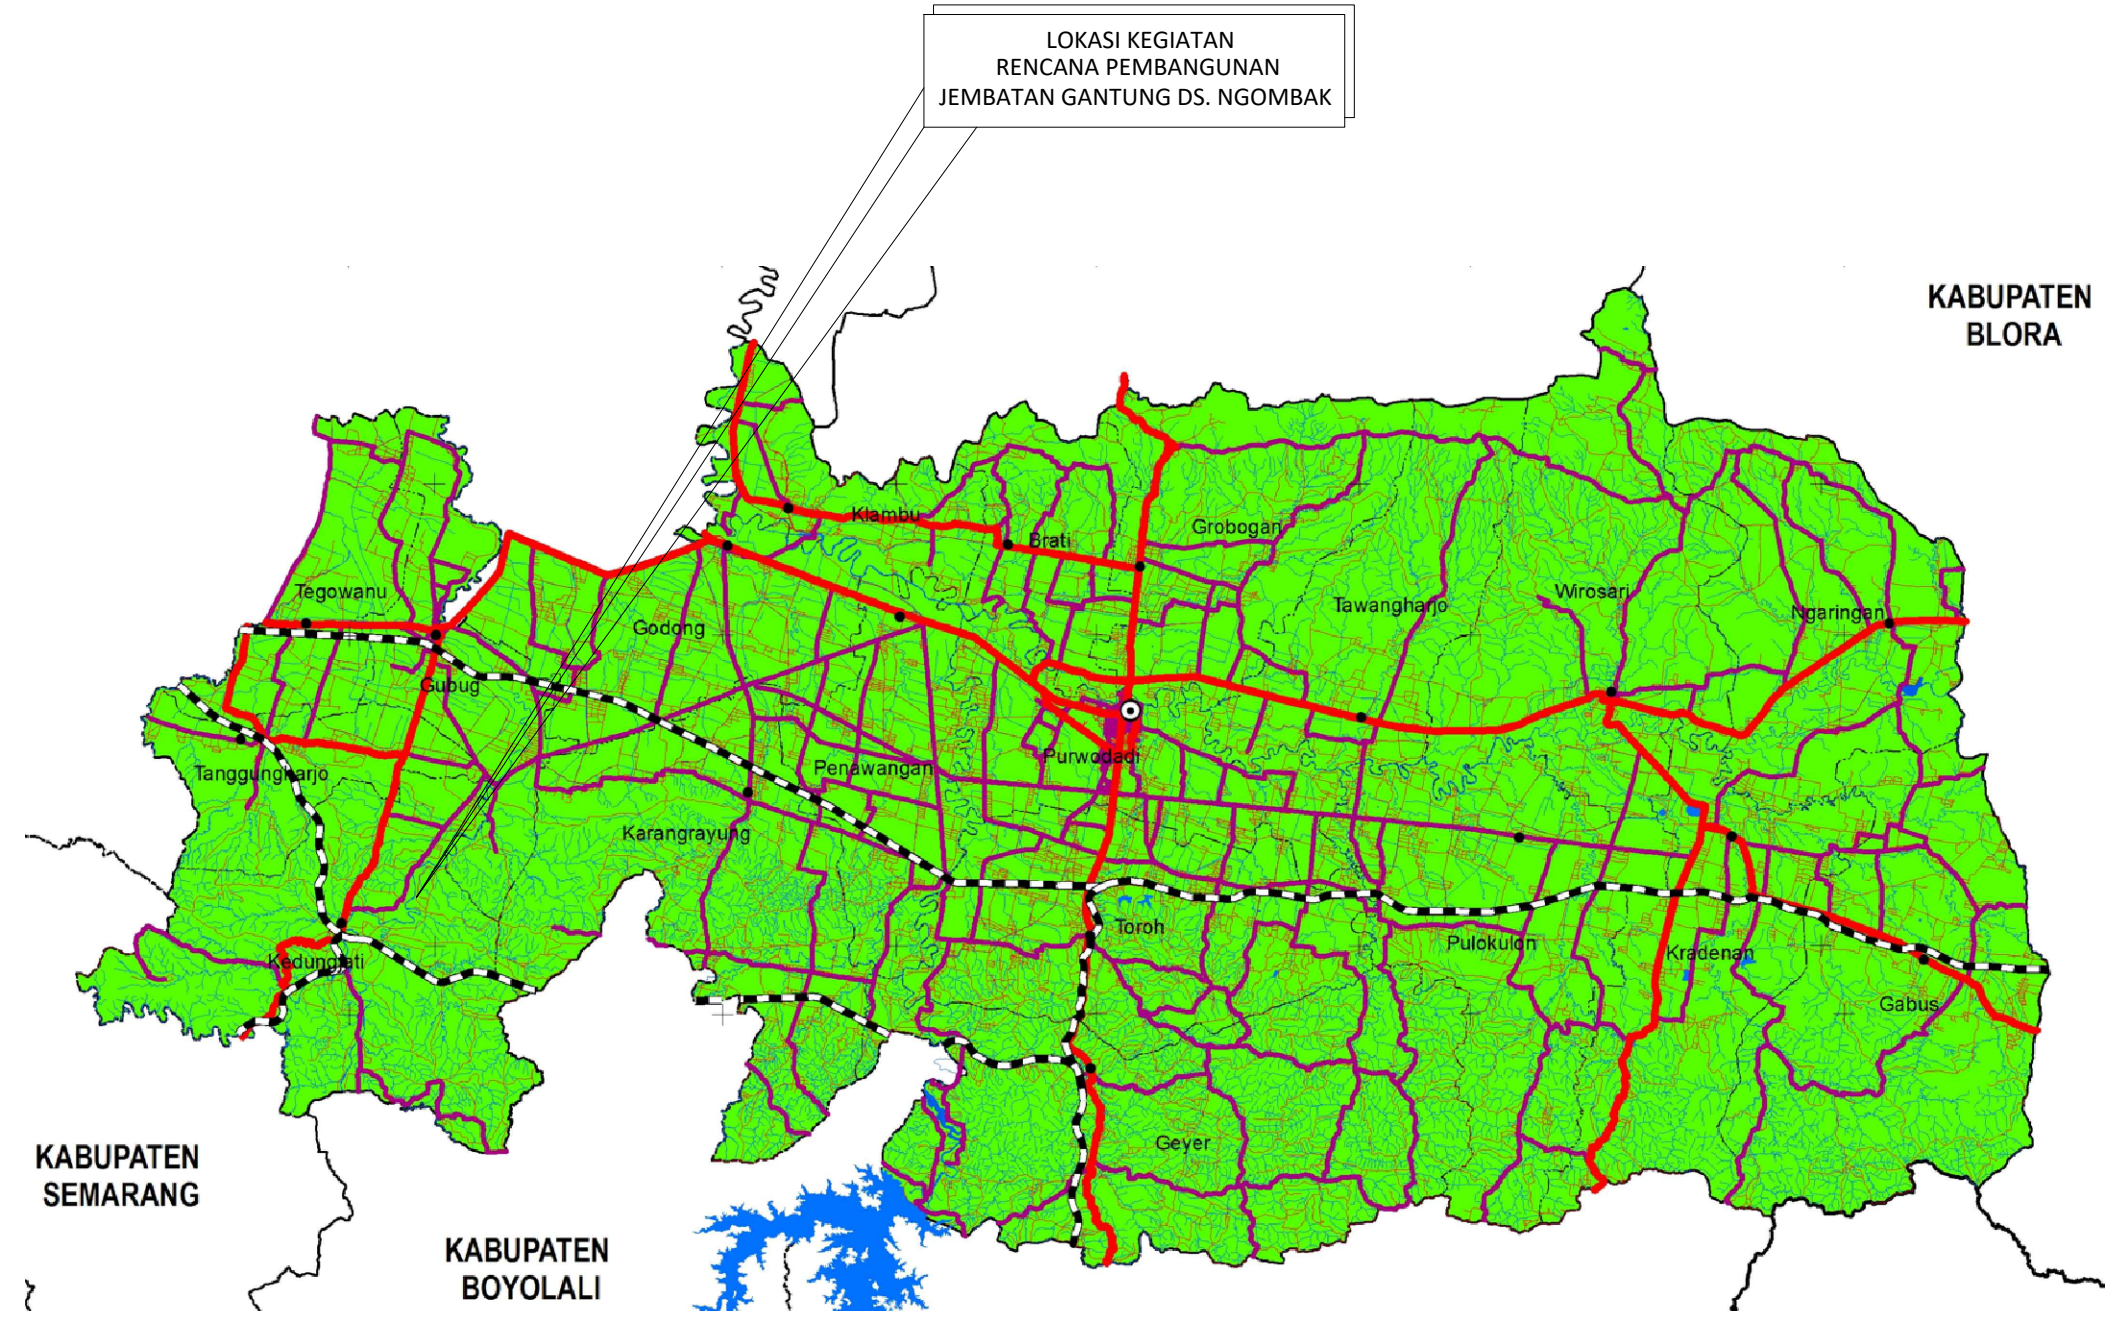 LOKASI KEGIATAN
RENCANA PEMBANGUNAN
JEMBATAN GANTUNG DS. NGOMBAK
KABUPATEN
BLORA
Klambu
Brati
Grobogan
Tegowanu
Godong
Tawangharjo
Wirosari
Ngaringan
Gubug
Tanggungharjo
Penawangan
Purwodadi
Karangrayung
Toroh
Pulokulon
Kradenan
Kedungjati
Gabus
Geyer
KABUPATEN
SEMARANG
KABUPATEN
BOYOLALI